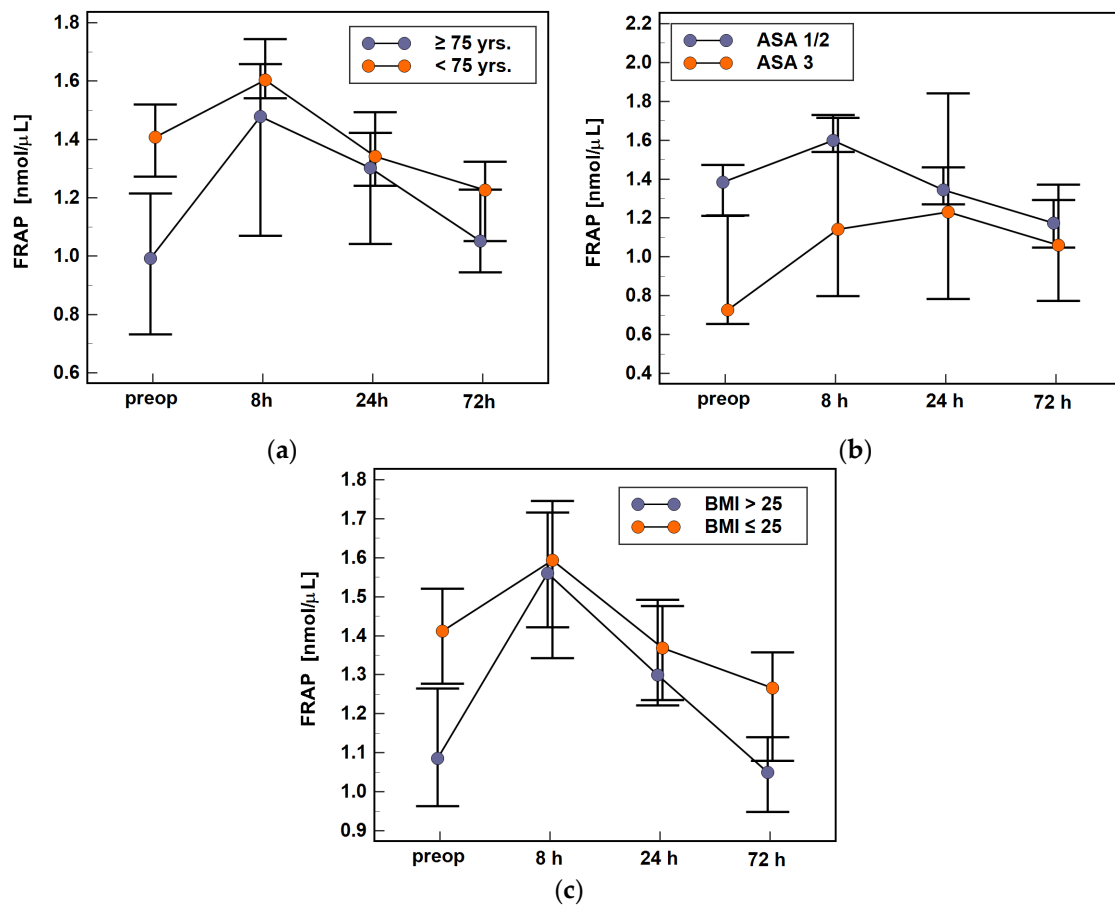 1.8
1.6
1.4
1.2
1.0
0.8
0.6
FRAP [nmol/μL]
≥ 75 yrs.
< 75 yrs.
preop 8h 24h 72h
(a)
2.2
2.0
1.8
1.6
1.4
1.2
1.0
0.8
0.6
0.4
FRAP [nmol/μL]
ASA 1/2
ASA 3
preop 8 h 24 h 72 h
(b)
1.8
1.7
1.6
1.5
1.4
1.3
1.2
1.1
1.0
0.9
FRAP [nmol/μL]
BMI > 25
BMI ≤ 25
preop 8 h 24 h 72 h
(c)